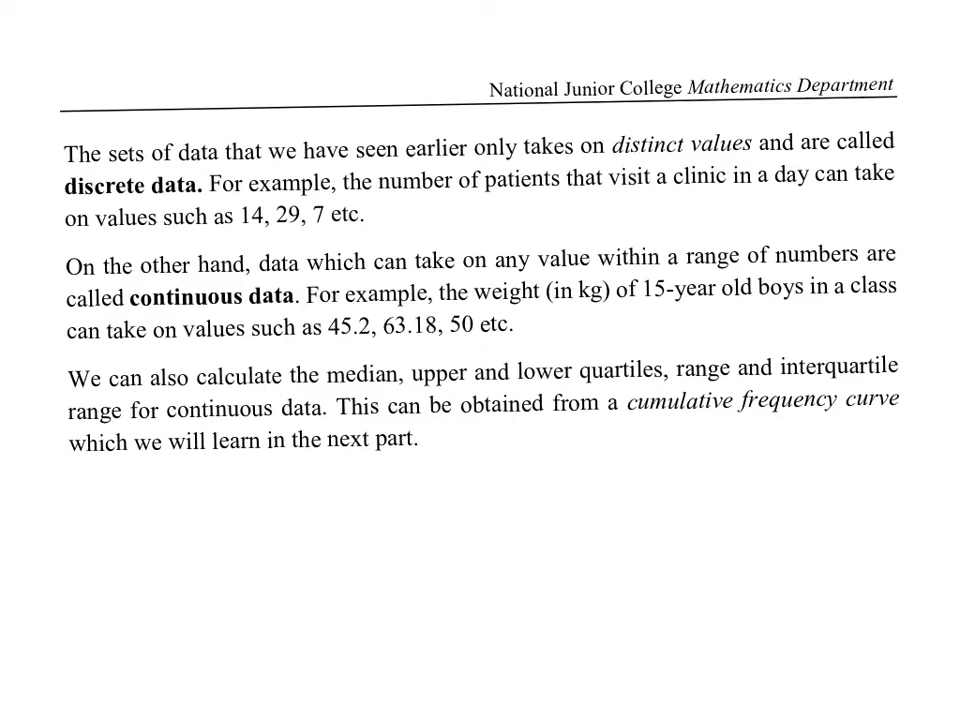 National Junior College Mathematics Department
The sets of data that we have seen earlier only takes on distinct values and are called
discrete data. For example, the number of patients that visit a clinic in a day can take
on values such as 14, 29, 7 etc.
On the other hand, data which can take on any value within a range of numbers are
called continuous data. For example, the weight (in kg) of 15-year old boys in a class
can take on values such as 45.2, 63.18, 50 etc.
We can also calculate the median, upper and lower quartiles, range and interquartile
range for continuous data. This can be obtained from a cumulative frequency curve
which we will learn in the next part.